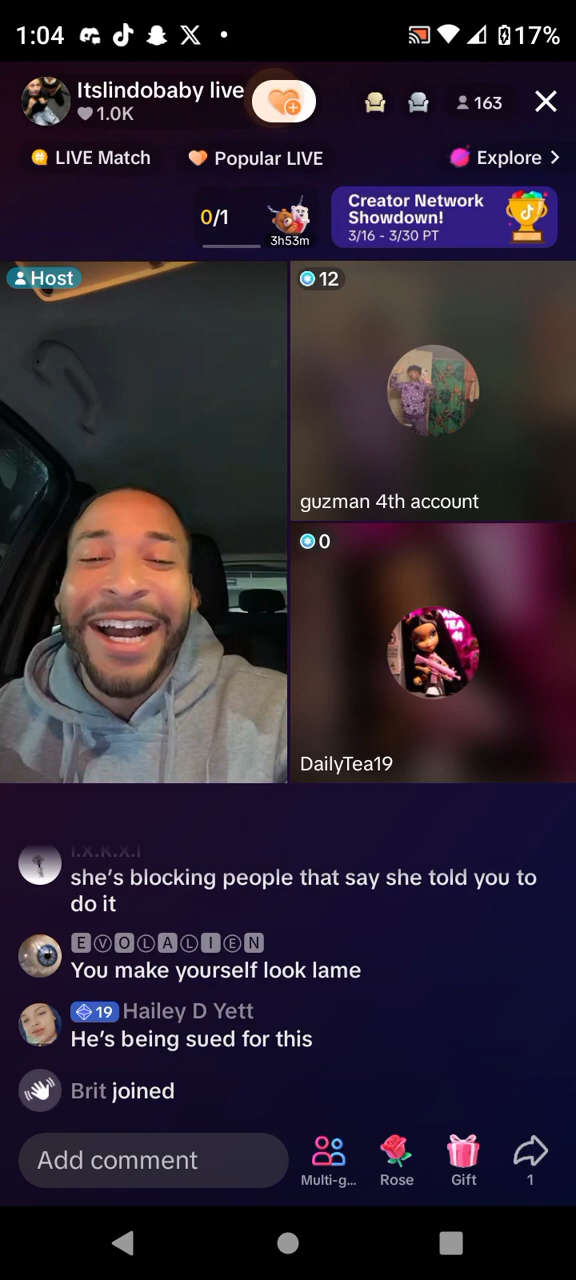 1:04
17%
Itslindobaby live
1.0K
163
LIVE Match
Popular LIVE
Explore >
0/1
3h53m
Creator Network
Showdown!
3/16 - 3/30 PT
Host
12
guzman 4th account
0
DailyTea19
she's blocking people that say she told you to
do it
🄴Ⓥ🄾Ⓛ🄰Ⓛ🄸Ⓔ🄽
You make yourself look lame
19 Hailey D Yett
He's being sued for this
Brit joined
Add comment
Multi-g...
Rose
Gift
1